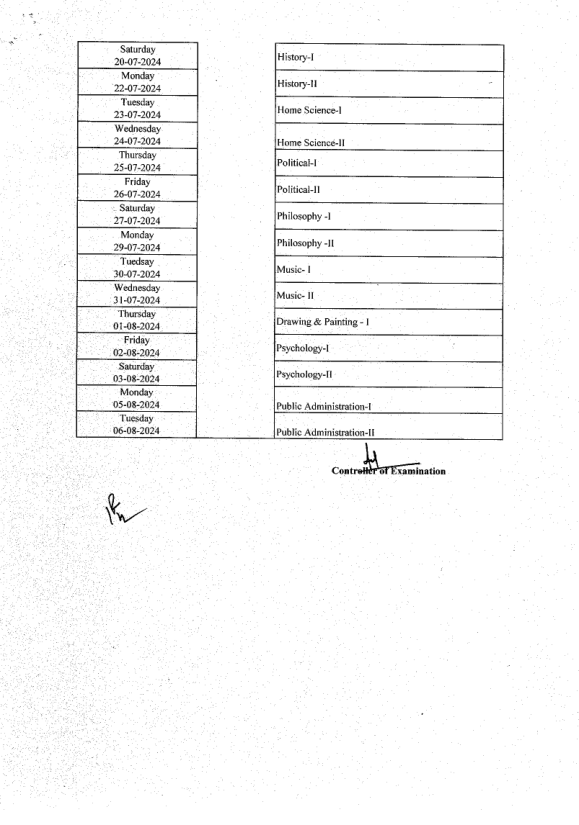 Saturday
20-07-2024
History-I
Monday
22-07-2024
History-II
Tuesday
23-07-2024
Home Science-I
Wednesday
24-07-2024
Home Science-II
Thursday
25-07-2024
Political-I
Friday
26-07-2024
Political-II
Saturday
27-07-2024
Philosophy -I
Monday
29-07-2024
Philosophy -II
Tuedsay
30-07-2024
Music- I
Wednesday
31-07-2024
Music- II
Thursday
01-08-2024
Drawing & Painting - I
Friday
02-08-2024
Psychology-I
Saturday
03-08-2024
Psychology-II
Monday
05-08-2024
Public Administration-I
Tuesday
06-08-2024
Public Administration-II
Controller of Examination